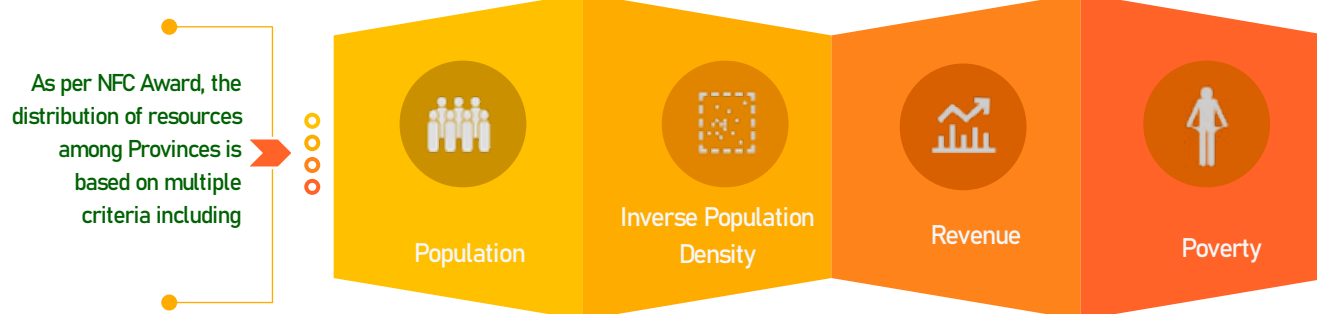 As per NFC Award, the
distribution of resources
among Provinces is
based on multiple
criteria including
Population
Inverse Population
Density
Revenue
Poverty